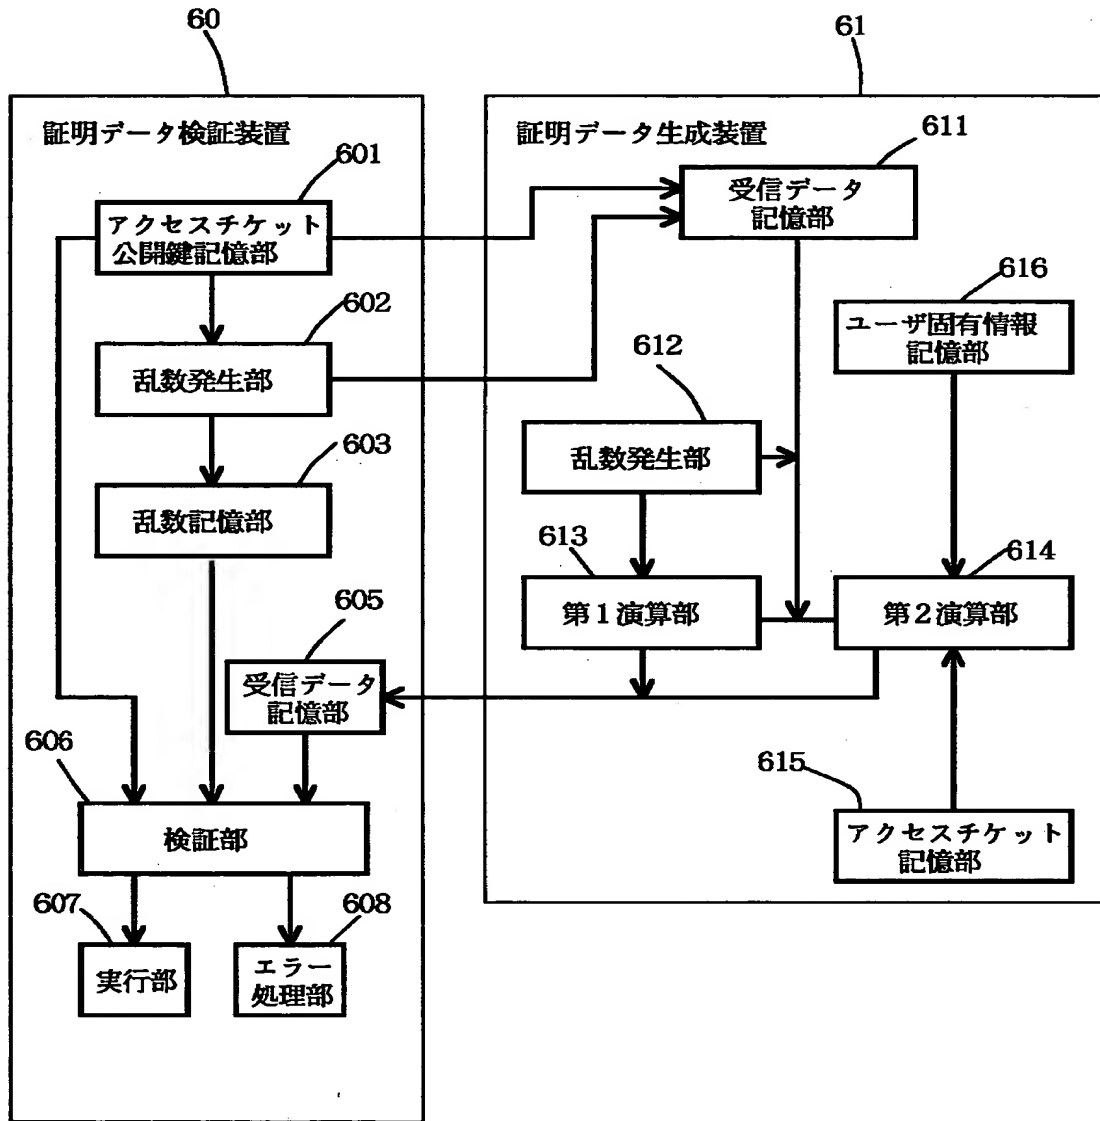 60
61
証明データ検証装置
601
アクセスチケット
公開鍵記憶部
602
乱数発生部
603
乱数記憶部
605
受信データ
記憶部
606
検証部
607
実行部
608
エラー
処理部
証明データ生成装置
611
受信データ
記憶部
616
ユーザ固有情報
記憶部
612
乱数発生部
613
第1演算部
614
第2演算部
615
アクセスチケット
記憶部